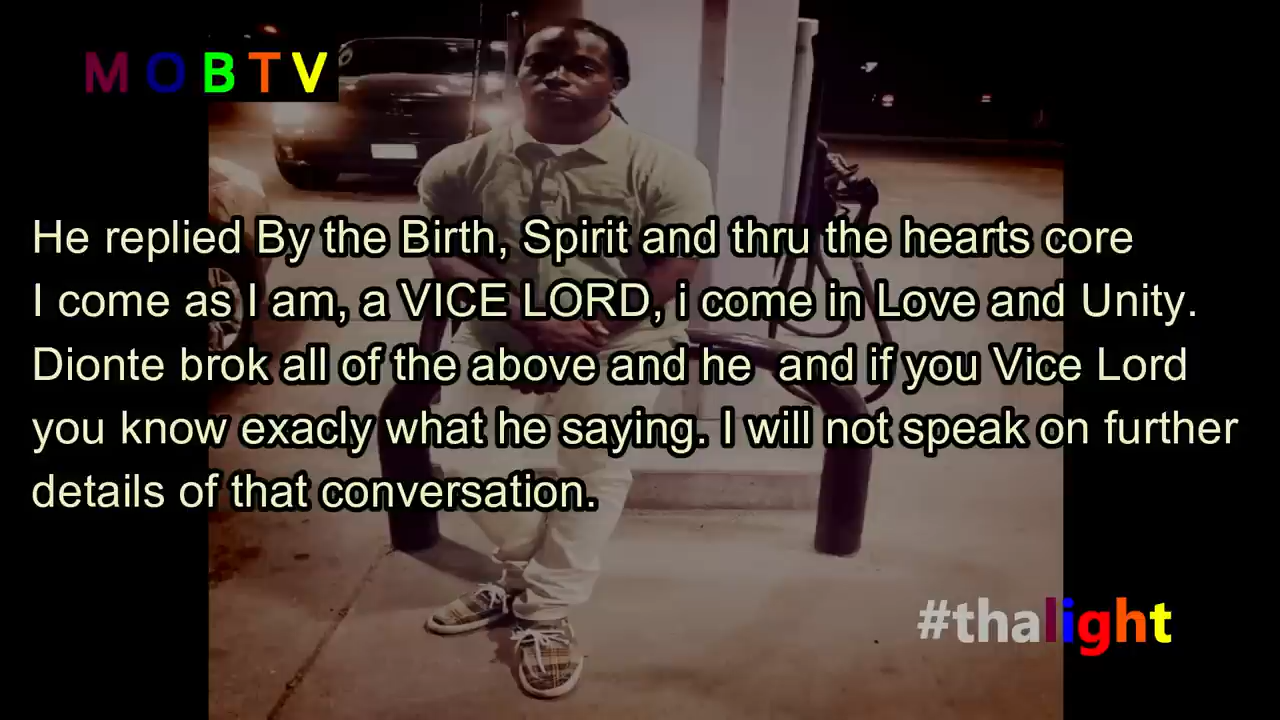 M O B T V
He replied By the Birth, Spirit and thru the hearts core
I come as I am, a VICE LORD, i come in Love and Unity.
Dionte brok all of the above and he  and if you Vice Lord
you know exacly what he saying. I will not speak on further
details of that conversation.
#thalight